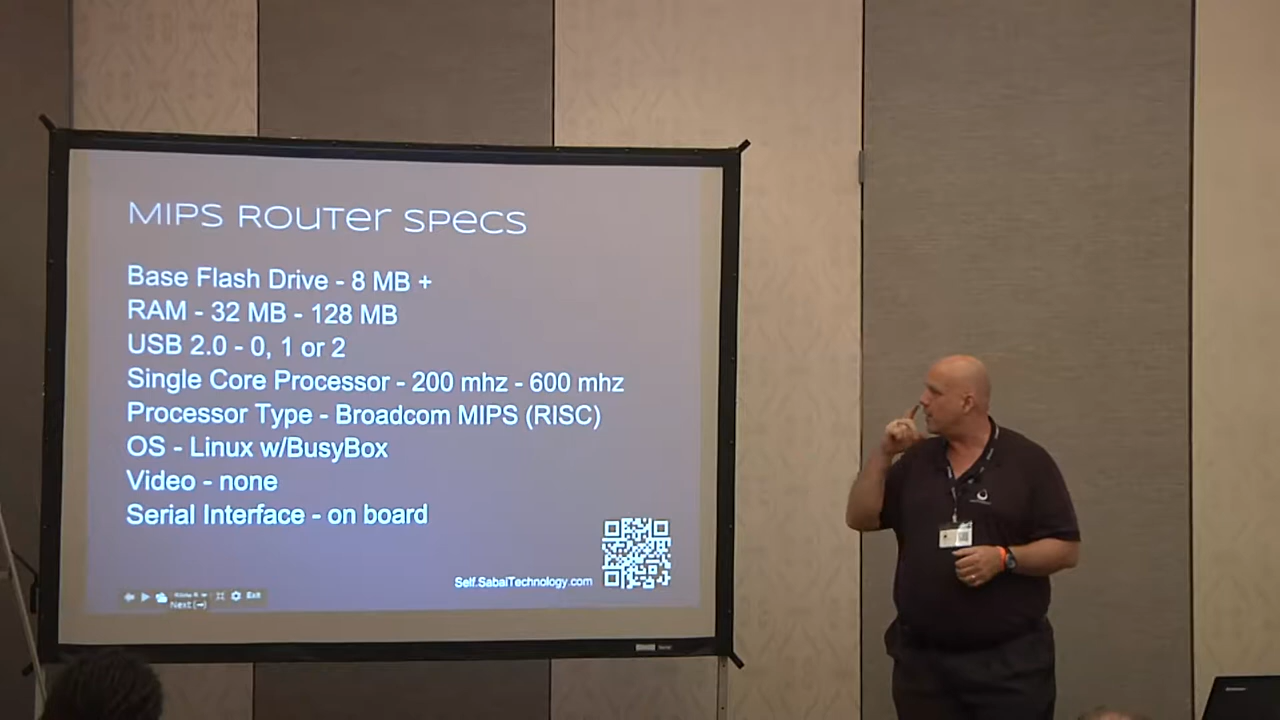 MIPS Router Specs
Base Flash Drive - 8 MB +
RAM - 32 MB - 128 MB
USB 2.0 - 0, 1 or 2
Single Core Processor - 200 mhz - 600 mhz
Processor Type - Broadcom MIPS (RISC)
OS - Linux w/BusyBox
Video - none
Serial Interface - on board
Self.SabaiTechnology.com
Exit
Next(→)